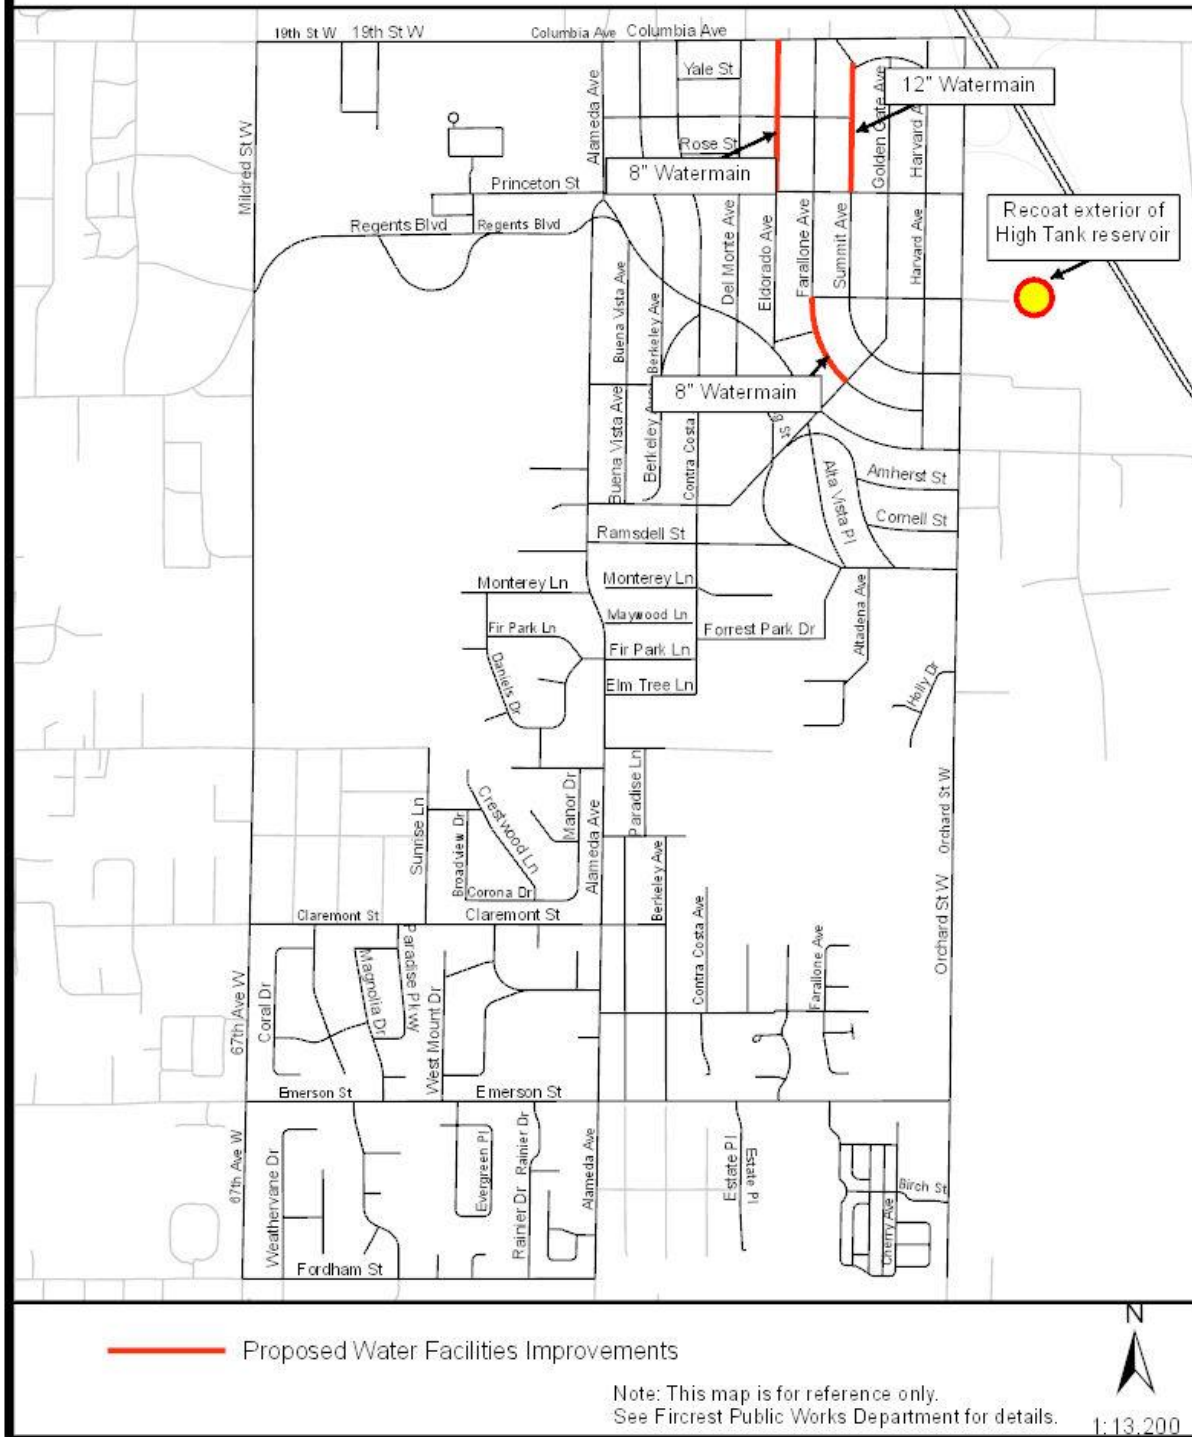 19th St W
19th St W
Columbia Ave
Columbia Ave
Yale St
Alameda Ave
Golden Gate Ave
12" Watermain
Mildred St W
Rose St
8" Watermain
Princeton St
Regents Blvd
Regents Blvd
Del Monte Ave
Eldorado Ave
Farallone Ave
Summit Ave
Harvard Ave
Recoat exterior of
High Tank reservoir
Buena Vista Ave
Berkeley Ave
8" Watermain
Buena Vista Ave
Contra Costa
Alta Vista Pl
Amherst St
Cornell St
Ramsdell St
Monterey Ln
Monterey Ln
Maywood Ln
Fir Park Ln
Forrest Park Dr
Altadena Ave
Fir Park Ln
Daniels Dr
Elm Tree Ln
Holly Dr
Sunrise Ln
Broadview Dr
Crestwood Ln
Manor Dr
Alameda Ave
Paradise Ln
Orchard St W
Corona Dr
Berkeley Ave
Claremont St
Claremont St
Contra Costa Ave
Farallone Ave
Orchard St W
67th Ave W
Coral Dr
Magnolia Dr
Paradise Pkwy
West Mount Dr
Emerson St
Emerson St
67th Ave W
Weathervane Dr
Evergreen Pl
Rainier Dr
Rainier Dr
Alameda Ave
Estate Pl
Estate Pl
Birch St
Cherry Ave
Fordham St
Proposed Water Facilities Improvements
N
Note: This map is for reference only.
See Fircrest Public Works Department for details.
1:13,200